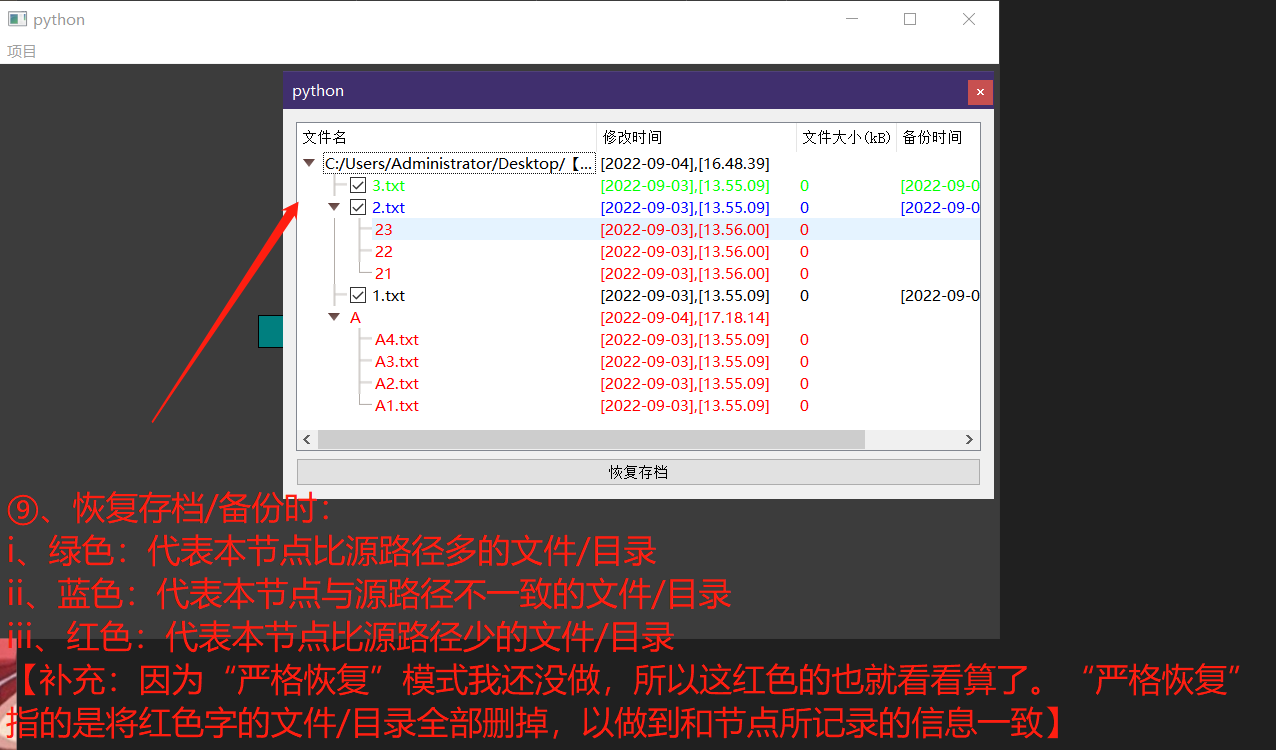 python
项目
python
文件名 修改时间 文件大小(kB) 备份时间
C:/Users/Administrator/Desktop/【... [2022-09-04],[16.48.39]
3.txt [2022-09-03],[13.55.09] 0 [2022-09-0
2.txt [2022-09-03],[13.55.09] 0 [2022-09-0
23 [2022-09-03],[13.56.00] 0
22 [2022-09-03],[13.56.00] 0
21 [2022-09-03],[13.56.00] 0
1.txt [2022-09-03],[13.55.09] 0 [2022-09-0
A [2022-09-04],[17.18.14]
A4.txt [2022-09-03],[13.55.09] 0
A3.txt [2022-09-03],[13.55.09] 0
A2.txt [2022-09-03],[13.55.09] 0
A1.txt [2022-09-03],[13.55.09] 0
恢复存档
⑨、恢复存档/备份时：
i、绿色：代表本节点比源路径多的文件/目录
ii、蓝色：代表本节点与源路径不一致的文件/目录
iii、红色：代表本节点比源路径少的文件/目录
【补充：因为“严格恢复”模式我还没做，所以这红色的也就看看算了。“严格恢复”
指的是将红色字的文件/目录全部删掉，以做到和节点所记录的信息一致】